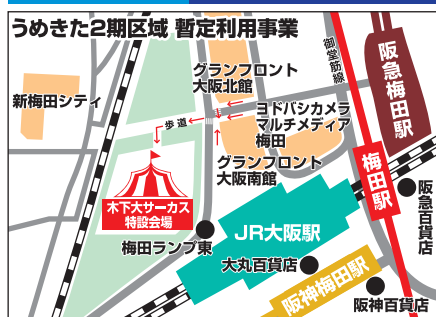 うめきた2期区域 暫定利用事業
新梅田シティ
グランフロント
大阪北館
御堂筋線
阪急梅田駅
歩道
ヨドバシカメラ
マルチメディア
梅田
グランフロント
大阪南館
梅田駅
木下大サーカス
特設会場
梅田ランプ東
JR大阪駅
大丸百貨店
阪急百貨店
阪神梅田駅
阪神百貨店